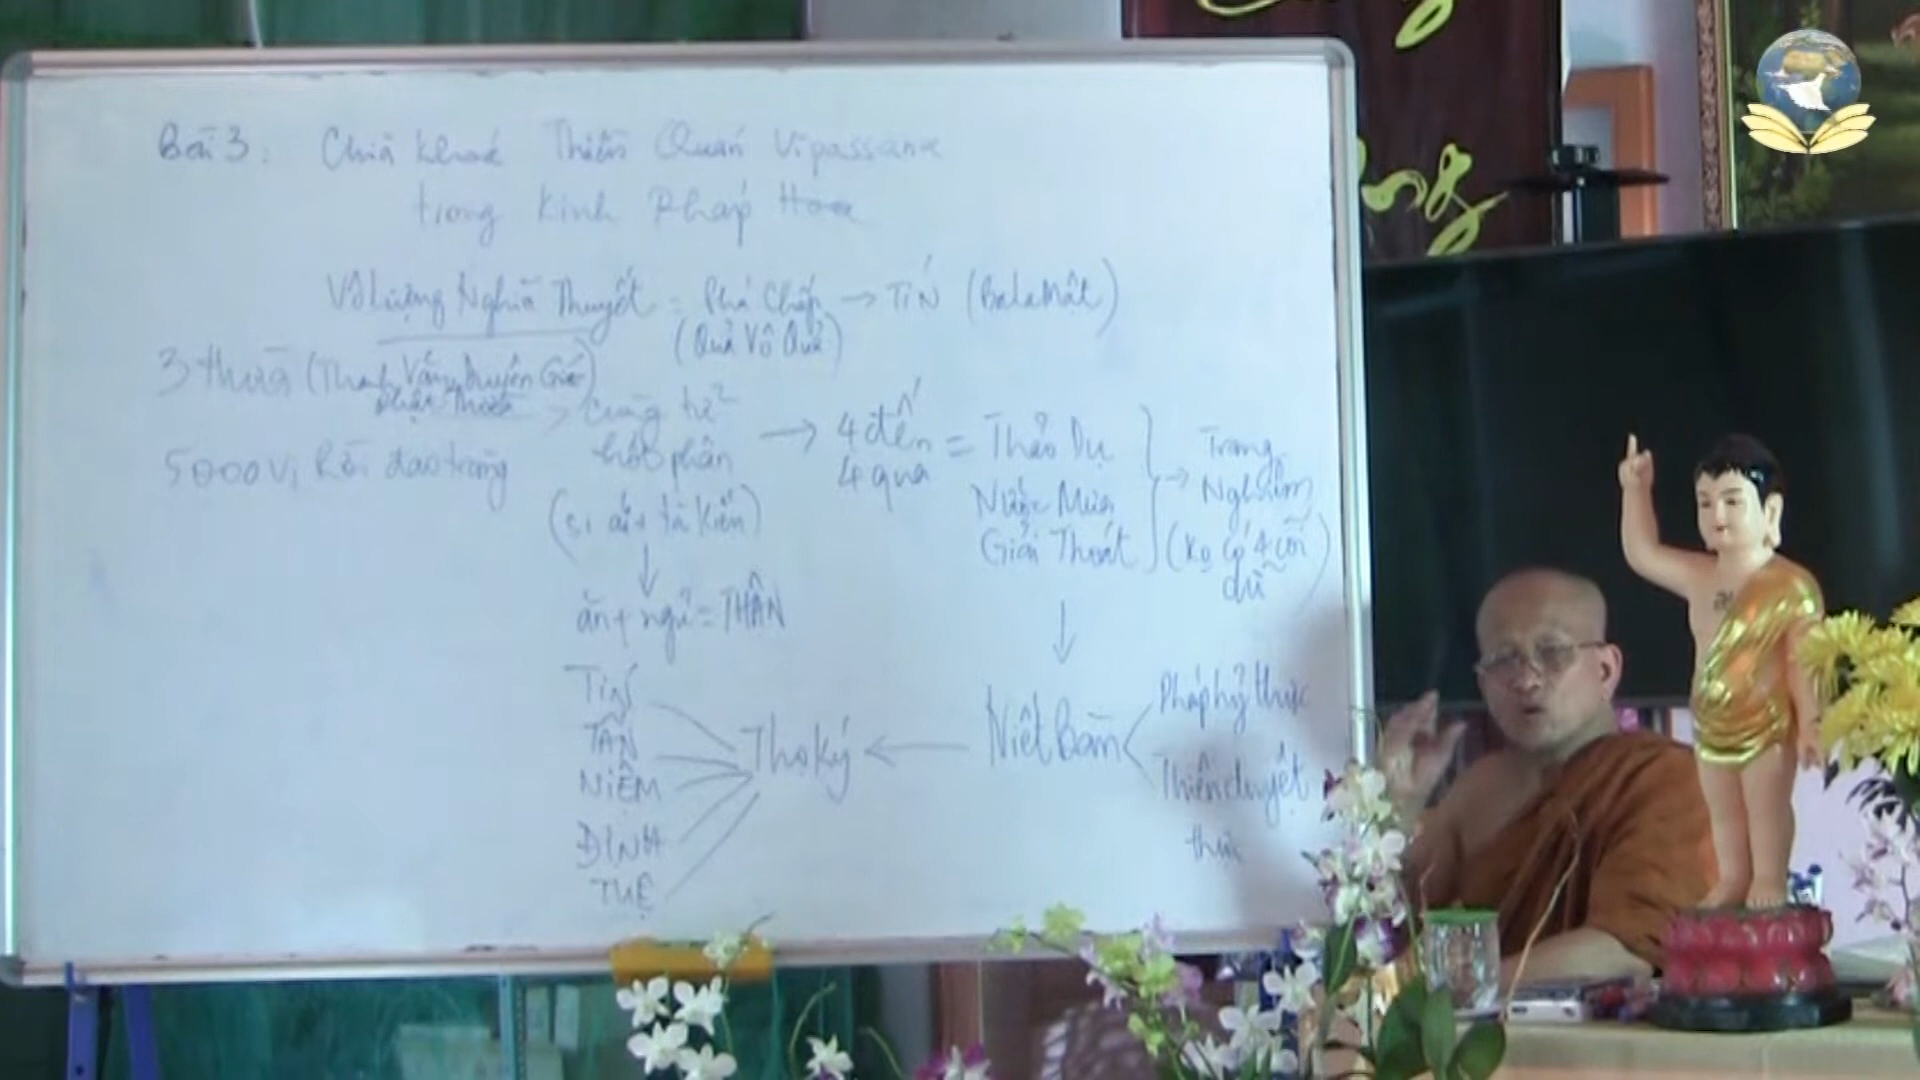 Bài 3: Chìa khoá Thiền Quán Vipassana
trong Kinh Pháp Hoa
Vô Lượng Nghĩa Thuyết = Phá Chấp → TÍN (BalaMật)
(Quả Vô Quả)
3 thừa (Thanh Văn, Duyên Giác
Phật Thừa) > Cùng tử
hốt phân
→ 4 đến
4 quả
= Thảo Dụ
Nước Mưa
Giải Thoát
→ Trang
Nghiêm
(ko có 4 cõi
dữ)
5000 vị Rời đạo tràng
(si ái + tà kiến)
↓
ăn + ngủ = THÂN
↓
TÍN
TẤN
NIỆM
ĐỊNH
TUỆ
Thọ Ký ← Niết Bàn <
Pháp hỷ thực
Thiền duyệt
thực